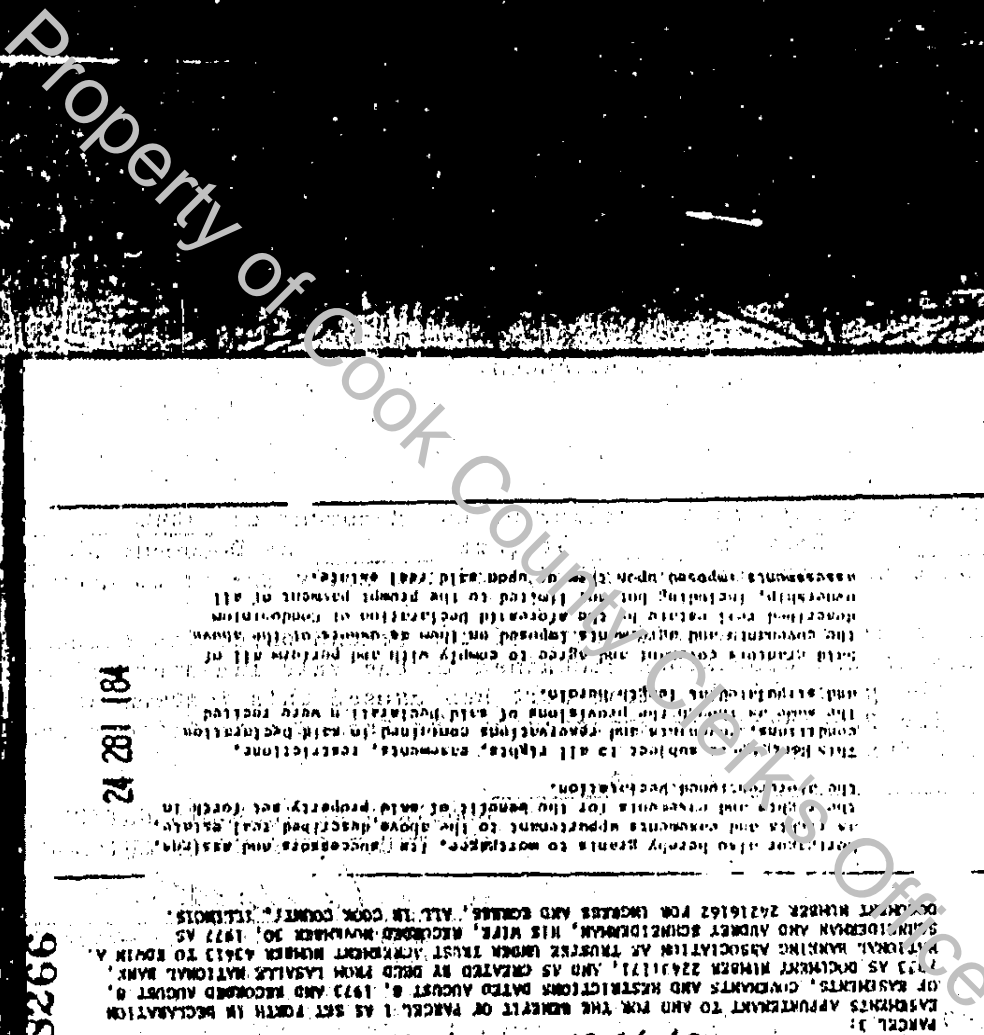 Property of Cook County Clerk's Office
PARCEL 3:
EASEMENTS APPURTENANT TO AND FOR THE BENEFIT OF PARCEL 1 AS SET FORTH IN DECLARATION
OF EASEMENTS, COVENANTS AND RESTRICTIONS DATED AUGUST 8, 1973 AND RECORDED AUGUST 8,
1973 AS DOCUMENT NUMBER 22431171, AND AS CREATED BY DEED FROM LASALLE NATIONAL BANK,
NATIONAL BANKING ASSOCIATION AS TRUSTEE UNDER TRUST AGREEMENT NUMBER 43413 TO EDWIN A.
SCHNEIDERMAN AND AUDREY SCHNEIDERMAN, HIS WIFE, RECORDED NOVEMBER 30, 1977 AS
DOCUMENT NUMBER 24216162 FOR INGRESS AND EGRESS, ALL IN COOK COUNTY, ILLINOIS.
Mortgagor also hereby grants to mortgagee, its successors and assigns,
as rights and easements appurtenant to the above described real estate,
the rights and easements for the benefit of said property set forth in
the aforementioned Declaration.
This Mortgage is subject to all rights, easements, restrictions,
conditions, covenants and reservations contained in said Declaration
the same as though the provisions of said Declaration were recited
and stipulated at length herein.
Said grantors covenant and agree to comply with and perform all of
the covenants and agreements imposed on them as owners of the above
described real estate by the aforesaid Declaration of Condominium
ownership, including but not limited to the prompt payment of all
assessments imposed upon them or upon said real estate.
24 281 184
8266